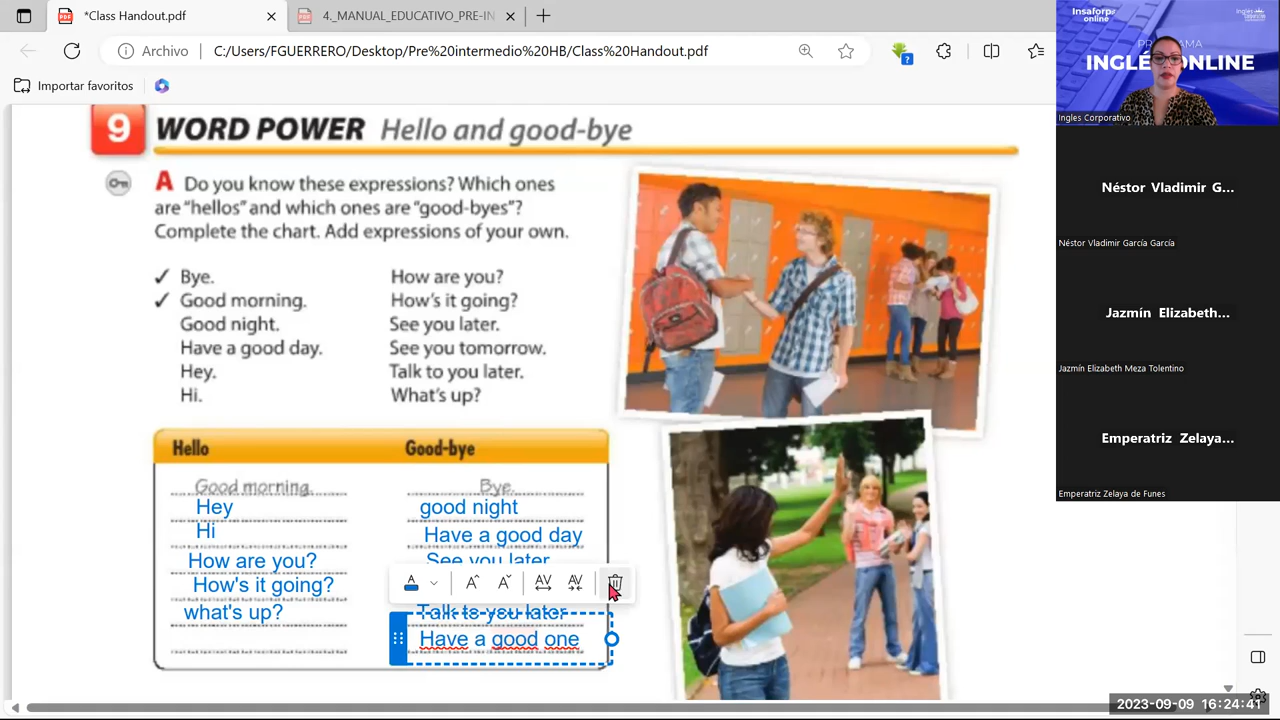 *Class Handout.pdf
4._MANUAL_EDUCATIVO_PRE-IN
Archivo
C:/Users/FGUERRERO/Desktop/Pre%20intermedio%20HB/Class%20Handout.pdf
Importar favoritos
9 WORD POWER Hello and good-bye
A Do you know these expressions? Which ones
are "hellos" and which ones are "good-byes"?
Complete the chart. Add expressions of your own.
✓ Bye. How are you?
✓ Good morning. How's it going?
Good night. See you later.
Have a good day. See you tomorrow.
Hey. Talk to you later.
Hi. What's up?
Hello Good-bye
Good morning. Bye.
Hey good night
Hi Have a good day
How are you? See you later
How's it going?
what's up? Talk to you later
Have a good one
A A A AV AV
Insaforp online
INGLÉS ONLINE
Ingles Corporativo
Néstor Vladimir G...
Néstor Vladimir García García
Jazmín Elizabeth...
Jazmín Elizabeth Meza Tolentino
Emperatriz Zelaya...
Emperatriz Zelaya de Funes
2023-09-09 16:24:41